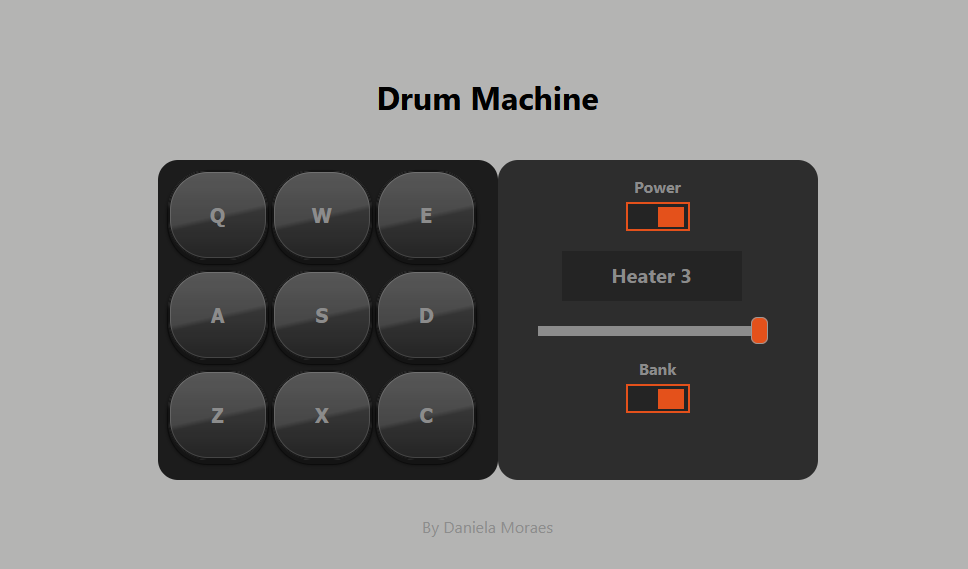 Drum Machine
Q W E
A S D
Z X C
Power
Heater 3
Bank
By Daniela Moraes